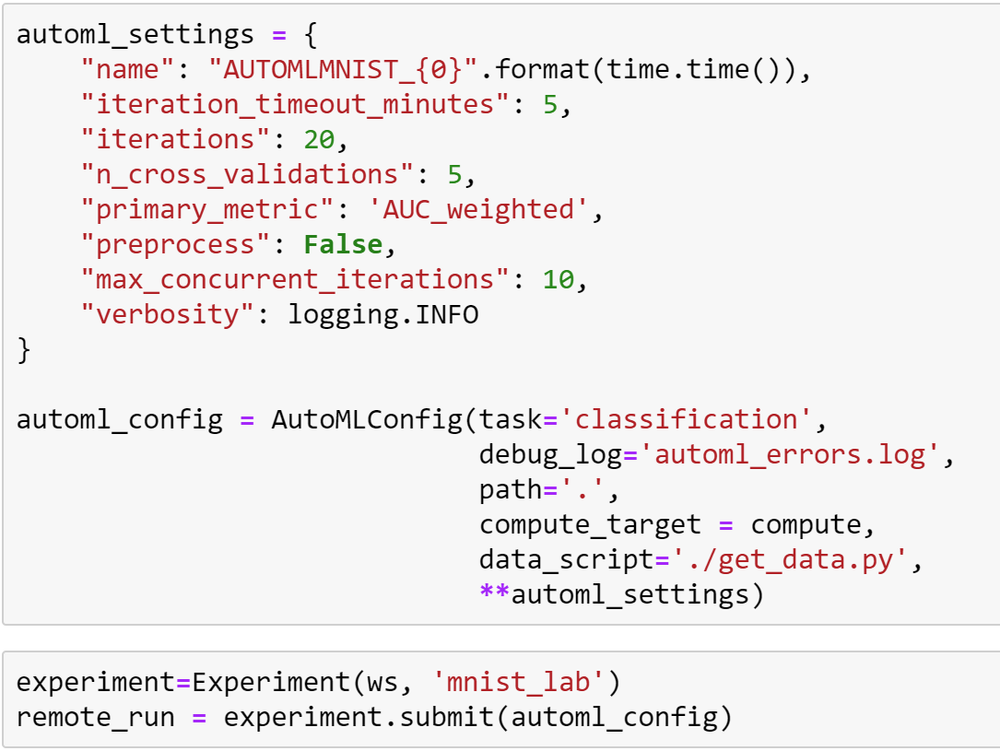 automl_settings = {
    "name": "AUTOMLMNIST_{0}".format(time.time()),
    "iteration_timeout_minutes": 5,
    "iterations": 20,
    "n_cross_validations": 5,
    "primary_metric": 'AUC_weighted',
    "preprocess": False,
    "max_concurrent_iterations": 10,
    "verbosity": logging.INFO
}
automl_config = AutoMLConfig(task='classification',
                             debug_log='automl_errors.log',
                             path='.',
                             compute_target = compute,
                             data_script='./get_data.py',
                             **automl_settings)
experiment=Experiment(ws, 'mnist_lab')
remote_run = experiment.submit(automl_config)